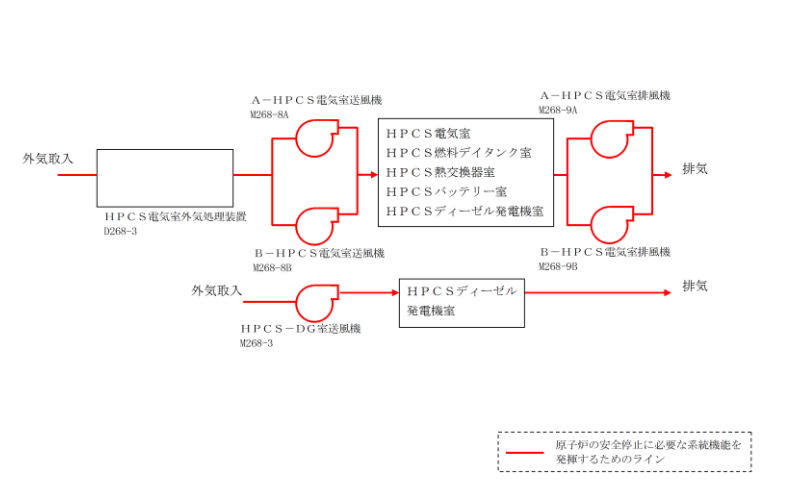 A－ＨＰＣＳ電気室送風機
M268-8A
A－ＨＰＣＳ電気室排風機
M268-9A
外気取入
ＨＰＣＳ電気室
ＨＰＣＳ燃料デイタンク室
ＨＰＣＳ熱交換器室
ＨＰＣＳバッテリー室
ＨＰＣＳディーゼル発電機室
排気
ＨＰＣＳ電気室外気処理装置
D268-3
B－ＨＰＣＳ電気室送風機
M268-8B
B－ＨＰＣＳ電気室排風機
M268-9B
外気取入
ＨＰＣＳディーゼル
発電機室
排気
ＨＰＣＳ－ＤＧ室送風機
M268-3
原子炉の安全停止に必要な系統機能を
発揮するためのライン